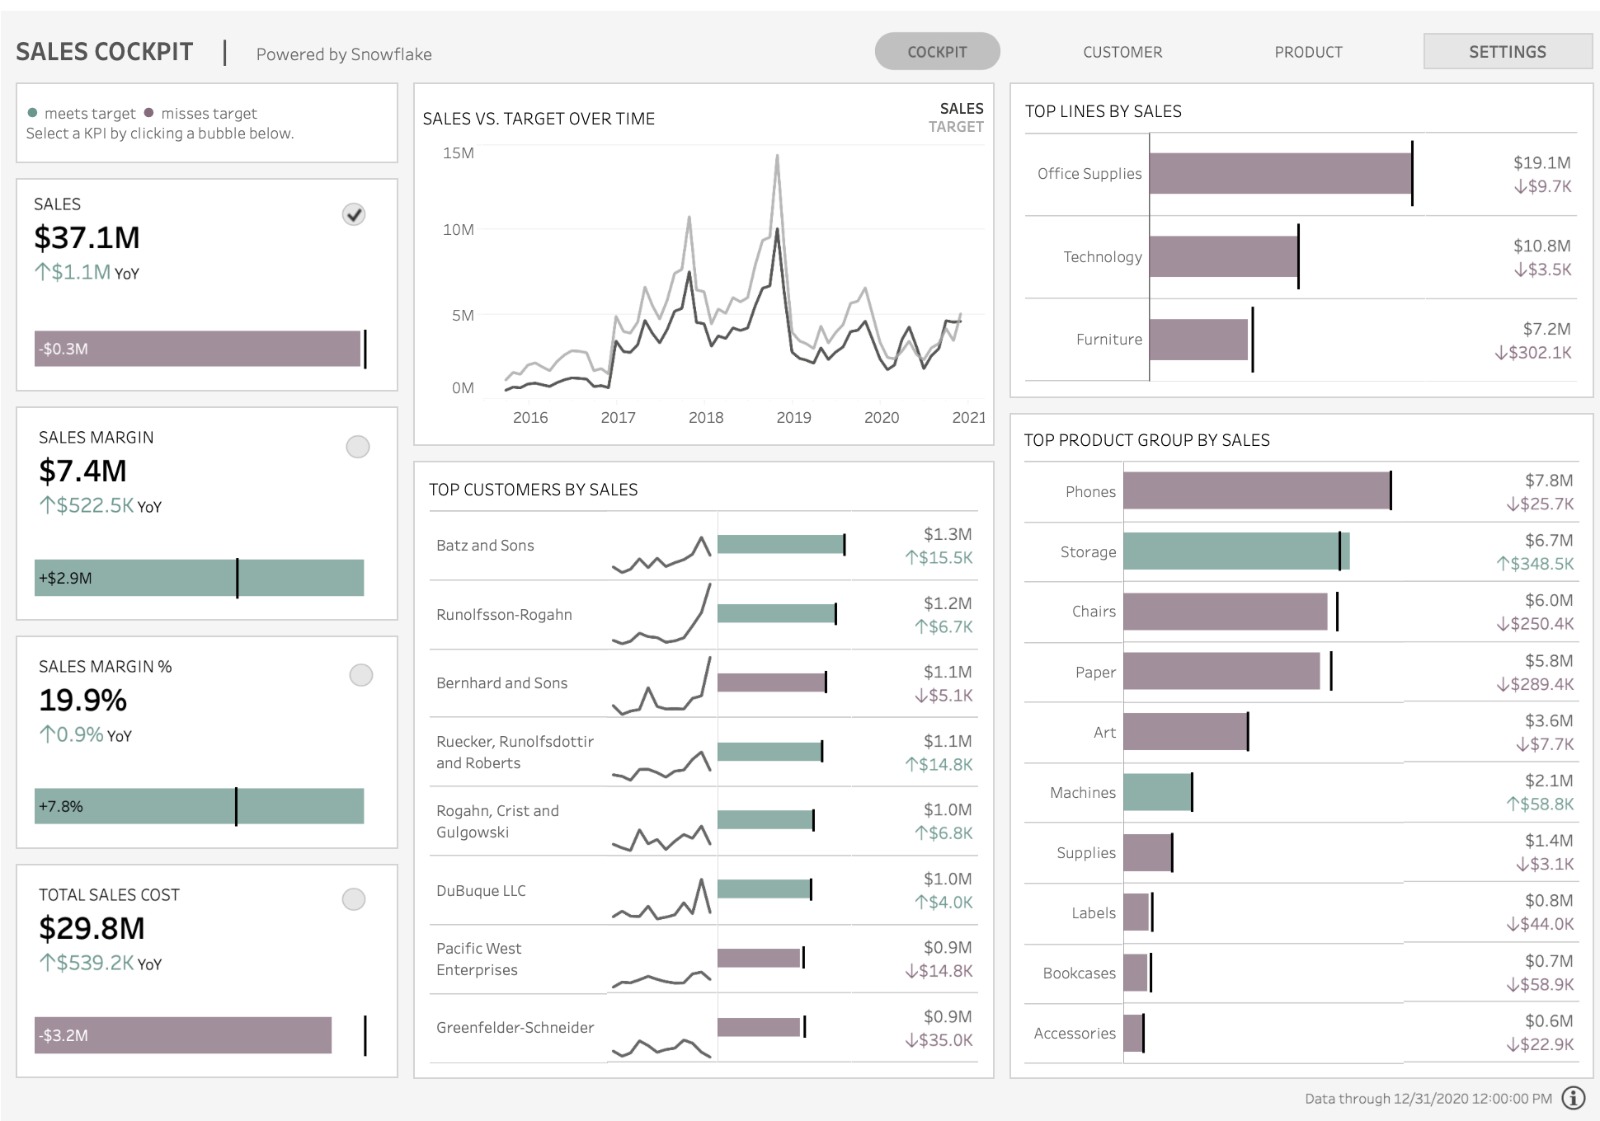 SALES COCKPIT | Powered by Snowflake
COCKPIT
CUSTOMER
PRODUCT
SETTINGS
meets target misses target
Select a KPI by clicking a bubble below.
SALES
$37.1M
↑$1.1M YoY
-$0.3M
SALES MARGIN
$7.4M
↑$522.5K YoY
+$2.9M
SALES MARGIN %
19.9%
↑0.9% YoY
+7.8%
TOTAL SALES COST
$29.8M
↑$539.2K YoY
-$3.2M
SALES VS. TARGET OVER TIME
SALES
TARGET
15M
10M
5M
0M
2016 2017 2018 2019 2020 2021
TOP CUSTOMERS BY SALES
Batz and Sons
$1.3M
↑$15.5K
Runolfsson-Rogahn
$1.2M
↑$6.7K
Bernhard and Sons
$1.1M
↓$5.1K
Ruecker, Runolfsdottir
and Roberts
$1.1M
↑$14.8K
Rogahn, Crist and
Gulgowski
$1.0M
↑$6.8K
DuBuque LLC
$1.0M
↑$4.0K
Pacific West
Enterprises
$0.9M
↓$14.8K
Greenfelder-Schneider
$0.9M
↓$35.0K
TOP LINES BY SALES
Office Supplies
$19.1M
↓$9.7K
Technology
$10.8M
↓$3.5K
Furniture
$7.2M
↓$302.1K
TOP PRODUCT GROUP BY SALES
Phones
$7.8M
↓$25.7K
Storage
$6.7M
↑$348.5K
Chairs
$6.0M
↓$250.4K
Paper
$5.8M
↓$289.4K
Art
$3.6M
↓$7.7K
Machines
$2.1M
↑$58.8K
Supplies
$1.4M
↓$3.1K
Labels
$0.8M
↓$44.0K
Bookcases
$0.7M
↓$58.9K
Accessories
$0.6M
↓$22.9K
Data through 12/31/2020 12:00:00 PM